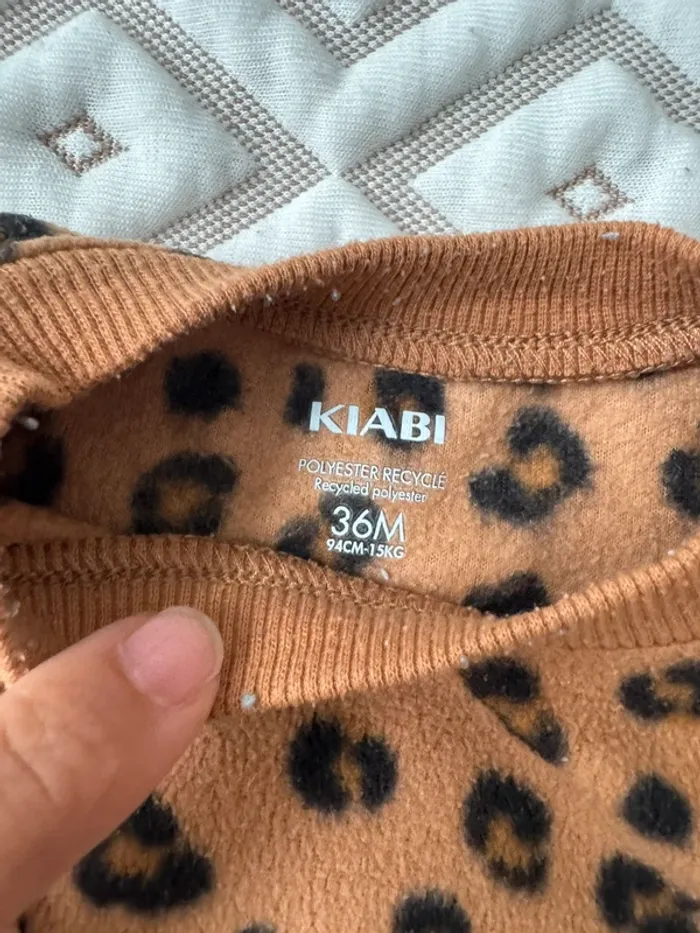 KIABI
POLYESTER RECYCLÉ
Recycled polyester
36M
94CM-15KG